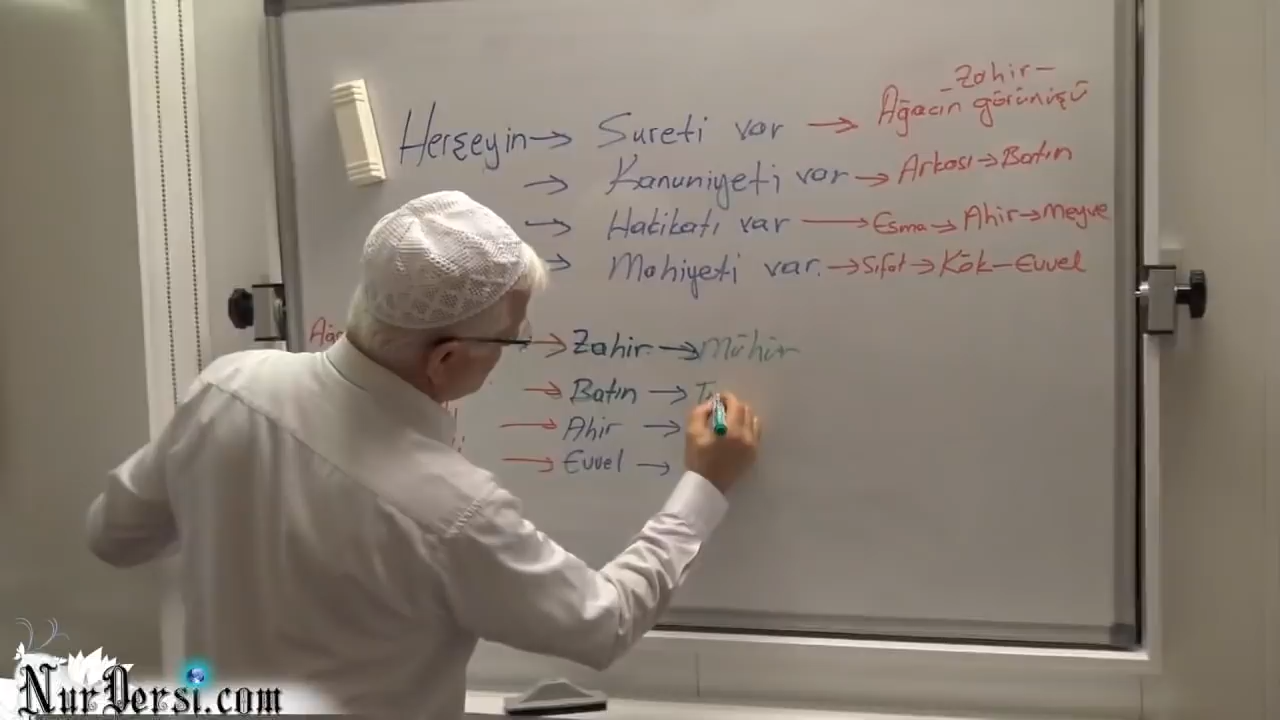 Zahir-
Herşeyin → Sureti var → Ağacın görünüşü
→ Kanuniyeti var → Arkası → Batın
→ Hakikatı var → Esma → Ahir → Meyve
→ Mahiyeti var. → Sıfat → Kök-Evvel
→ Zahir → Mühür
→ Batın →
→ Ahir →
→ Evvel →
NurDersi.com